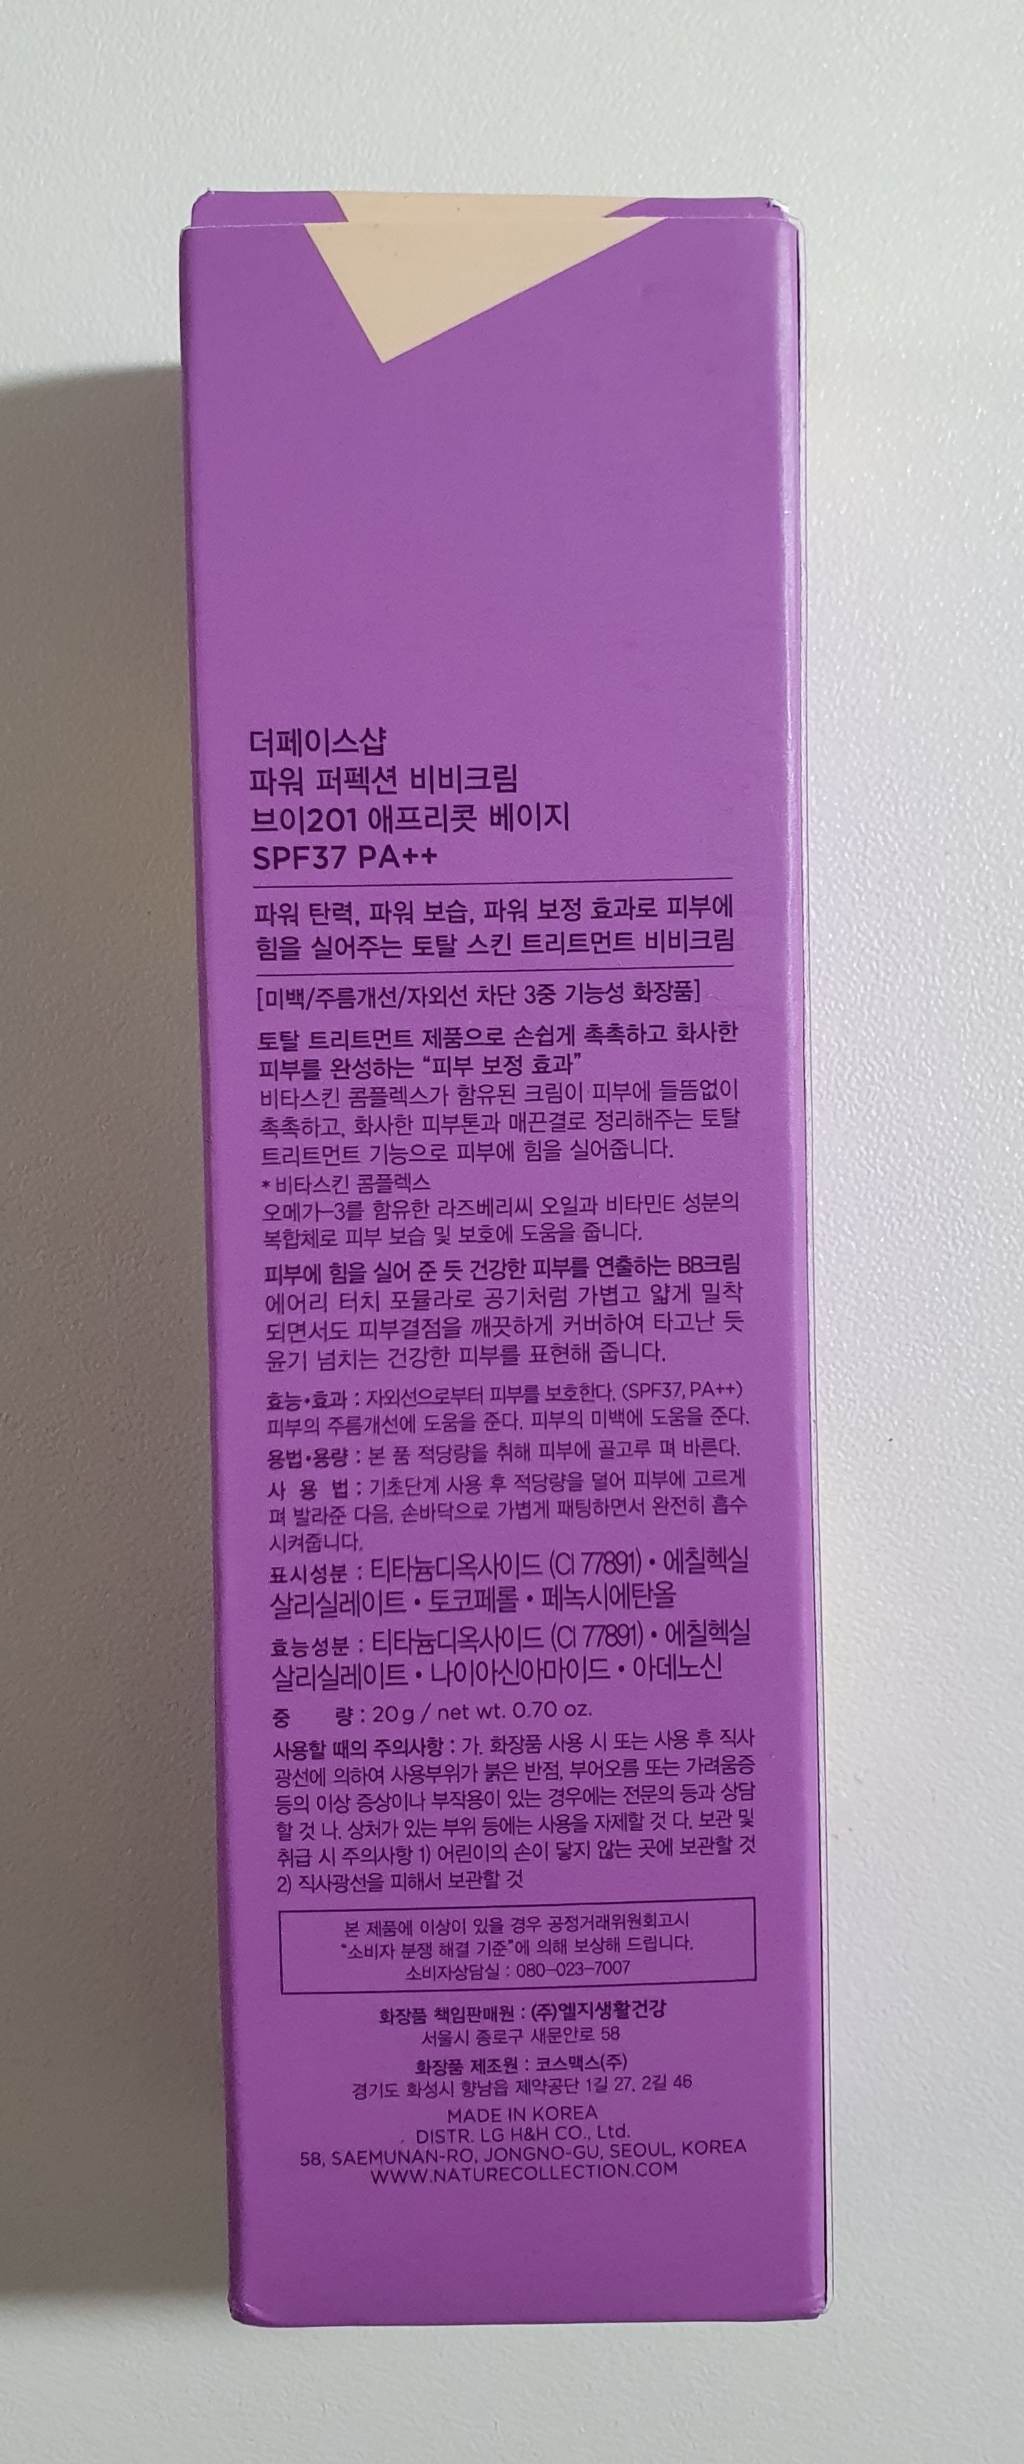 더페이스샵
파워 퍼펙션 비비크림
브이201 애프리콧 베이지
SPF37 PA++
파워 탄력, 파워 보습, 파워 보정 효과로 피부에
힘을 실어주는 토탈 스킨 트리트먼트 비비크림
[미백/주름개선/자외선 차단 3중 기능성 화장품]
토탈 트리트먼트 제품으로 손쉽게 촉촉하고 화사한
피부를 완성하는 “피부 보정 효과”
비타스킨 콤플렉스가 함유된 크림이 피부에 들뜸없이
촉촉하고, 화사한 피부톤과 매끈결로 정리해주는 토탈
트리트먼트 기능으로 피부에 힘을 실어줍니다.
* 비타스킨 콤플렉스
오메가-3를 함유한 라즈베리씨 오일과 비타민E 성분의
복합체로 피부 보습 및 보호에 도움을 줍니다.
피부에 힘을 실어 준 듯 건강한 피부를 연출하는 BB크림
에어리 터치 포뮬라로 공기처럼 가볍고 얇게 밀착
되면서도 피부결점을 깨끗하게 커버하여 타고난 듯
윤기 넘치는 건강한 피부를 표현해 줍니다.
효능•효과 : 자외선으로부터 피부를 보호한다. (SPF37, PA++)
피부의 주름개선에 도움을 준다. 피부의 미백에 도움을 준다.
용법•용량 : 본 품 적당량을 취해 피부에 골고루 펴 바른다.
사 용 법 : 기초단계 사용 후 적당량을 덜어 피부에 고르게
펴 발라준 다음, 손바닥으로 가볍게 패팅하면서 완전히 흡수
시켜줍니다.
표시성분 : 티타늄디옥사이드 (CI 77891) • 에칠헥실
살리실레이트 • 토코페롤 • 페녹시에탄올
효능성분 : 티타늄디옥사이드 (CI 77891) • 에칠헥실
살리실레이트 • 나이아신아마이드 • 아데노신
중 량 : 20g / net wt. 0.70 oz.
사용할 때의 주의사항 : 가. 화장품 사용 시 또는 사용 후 직사
광선에 의하여 사용부위가 붉은 반점, 부어오름 또는 가려움증
등의 이상 증상이나 부작용이 있는 경우에는 전문의 등과 상담
할 것 나. 상처가 있는 부위 등에는 사용을 자제할 것 다. 보관 및
취급 시 주의사항 1) 어린이의 손이 닿지 않는 곳에 보관할 것
2) 직사광선을 피해서 보관할 것
본 제품에 이상이 있을 경우 공정거래위원회고시
“소비자 분쟁 해결 기준”에 의해 보상해 드립니다.
소비자상담실 : 080-023-7007
화장품 책임판매원 : (주)엘지생활건강
서울시 종로구 새문안로 58
화장품 제조원 : 코스맥스(주)
경기도 화성시 향남읍 제약공단 1길 27, 2길 46
MADE IN KOREA
DISTR. LG H&H CO., Ltd.
58, SAEMUNAN-RO, JONGNO-GU, SEOUL, KOREA
WWW.NATURECOLLECTION.COM